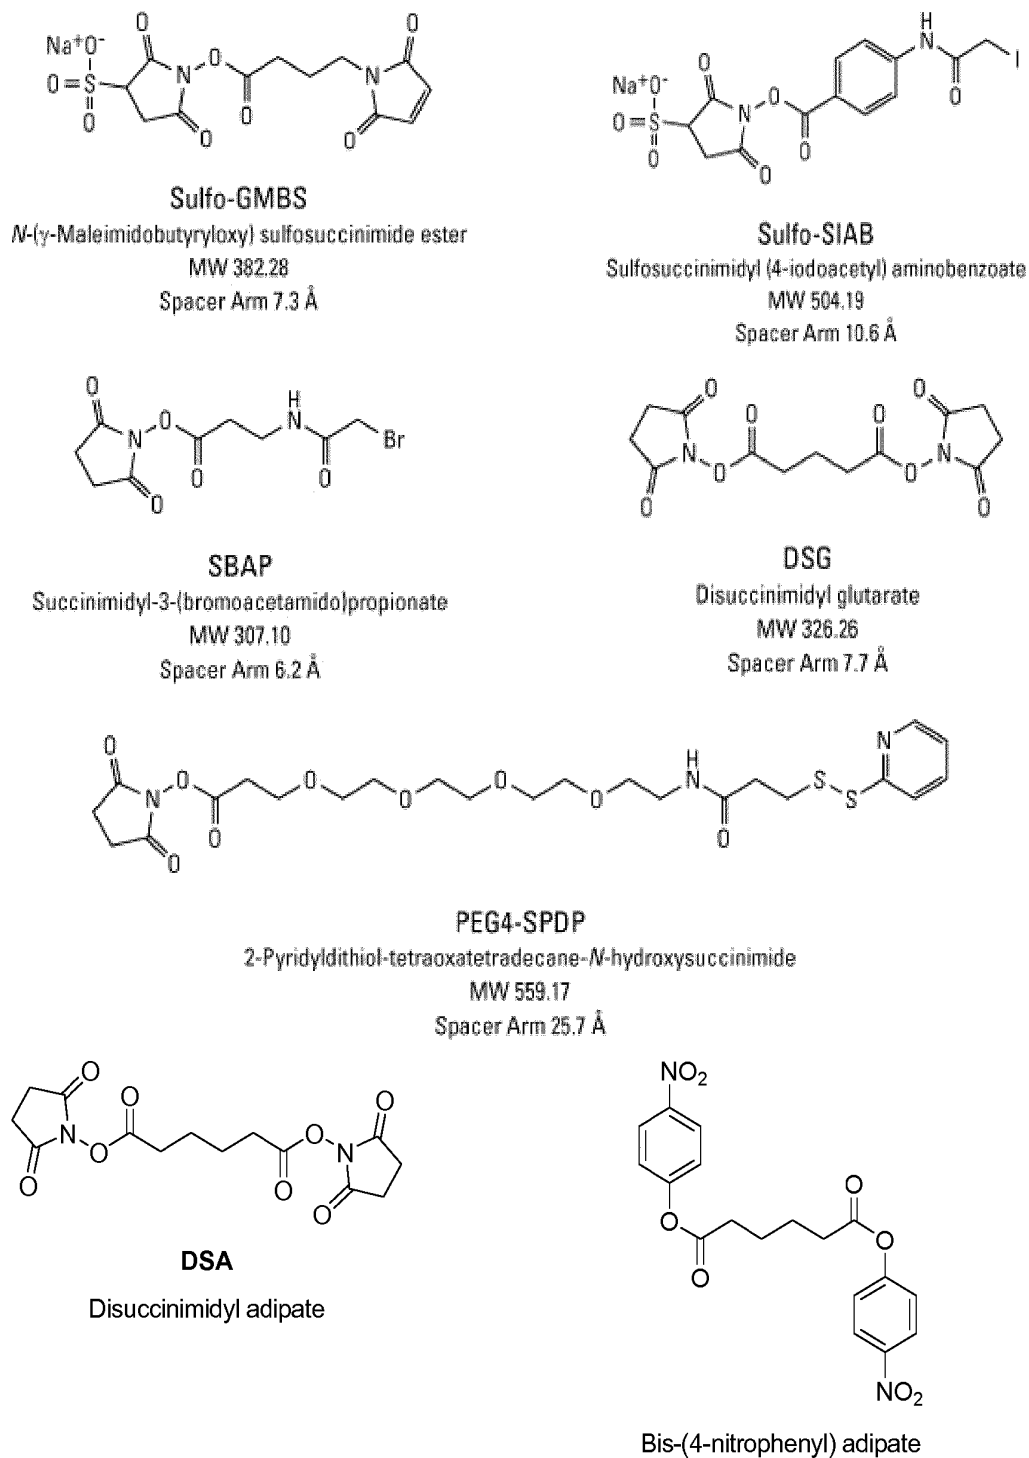 Sulfo-GMBS
N-(γ-Maleimidobutyryloxy) sulfosuccinimide ester
MW 382.28
Spacer Arm 7.3 Å
Sulfo-SIAB
Sulfosuccinimidyl (4-iodoacetyl) aminobenzoate
MW 504.19
Spacer Arm 10.6 Å
SBAP
Succinimidyl-3-(bromoacetamido)propionate
MW 307.10
Spacer Arm 6.2 Å
DSG
Disuccinimidyl glutarate
MW 326.26
Spacer Arm 7.7 Å
PEG4-SPDP
2-Pyridyldithiol-tetraoxatetradecane-N-hydroxysuccinimide
MW 559.17
Spacer Arm 25.7 Å
DSA
Disuccinimidyl adipate
NO2
NO2
Bis-(4-nitrophenyl) adipate